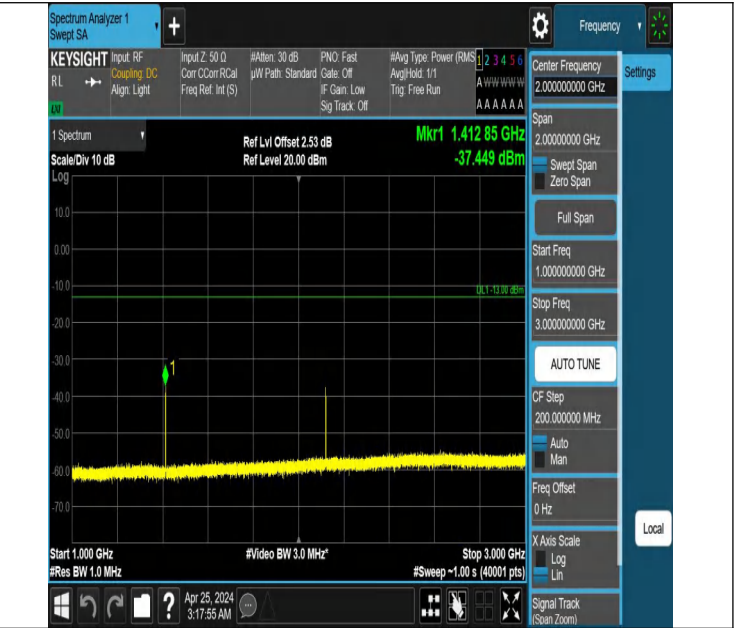 Spectrum Analyzer 1
Swept SA
+
Frequency
KEYSIGHT
RL
Input: RF
Coupling: DC
Align: Light
Input Z: 50 Ω
Corr CCorr RCal
Freq Ref: Int (S)
#Atten: 30 dB
µW Path: Standard
PNO: Fast
Gate: Off
IF Gain: Low
Sig Track: Off
#Avg Type: Power (RMS
Avg|Hold: 1/1
Trig: Free Run
1 2 3 4 5 6
A W W W W W
A A A A A A
1 Spectrum
Scale/Div 10 dB
Ref Lvl Offset 2.53 dB
Ref Level 20.00 dBm
Mkr1 1.412 85 GHz
-37.449 dBm
Log
10.0
0.00
-10.0
DL1 -13.00 dBm
-20.0
-30.0
1
-40.0
-50.0
-60.0
-70.0
Start 1.000 GHz
#Res BW 1.0 MHz
#Video BW 3.0 MHz*
Stop 3.000 GHz
#Sweep ~1.00 s (40001 pts)
Center Frequency
2.000000000 GHz
Settings
Span
2.00000000 GHz
Swept Span
Zero Span
Full Span
Start Freq
1.000000000 GHz
Stop Freq
3.000000000 GHz
AUTO TUNE
CF Step
200.000000 MHz
Auto
Man
Freq Offset
0 Hz
X Axis Scale
Log
Lin
Local
Signal Track
(Span Zoom)
?
Apr 25, 2024
3:17:55 AM